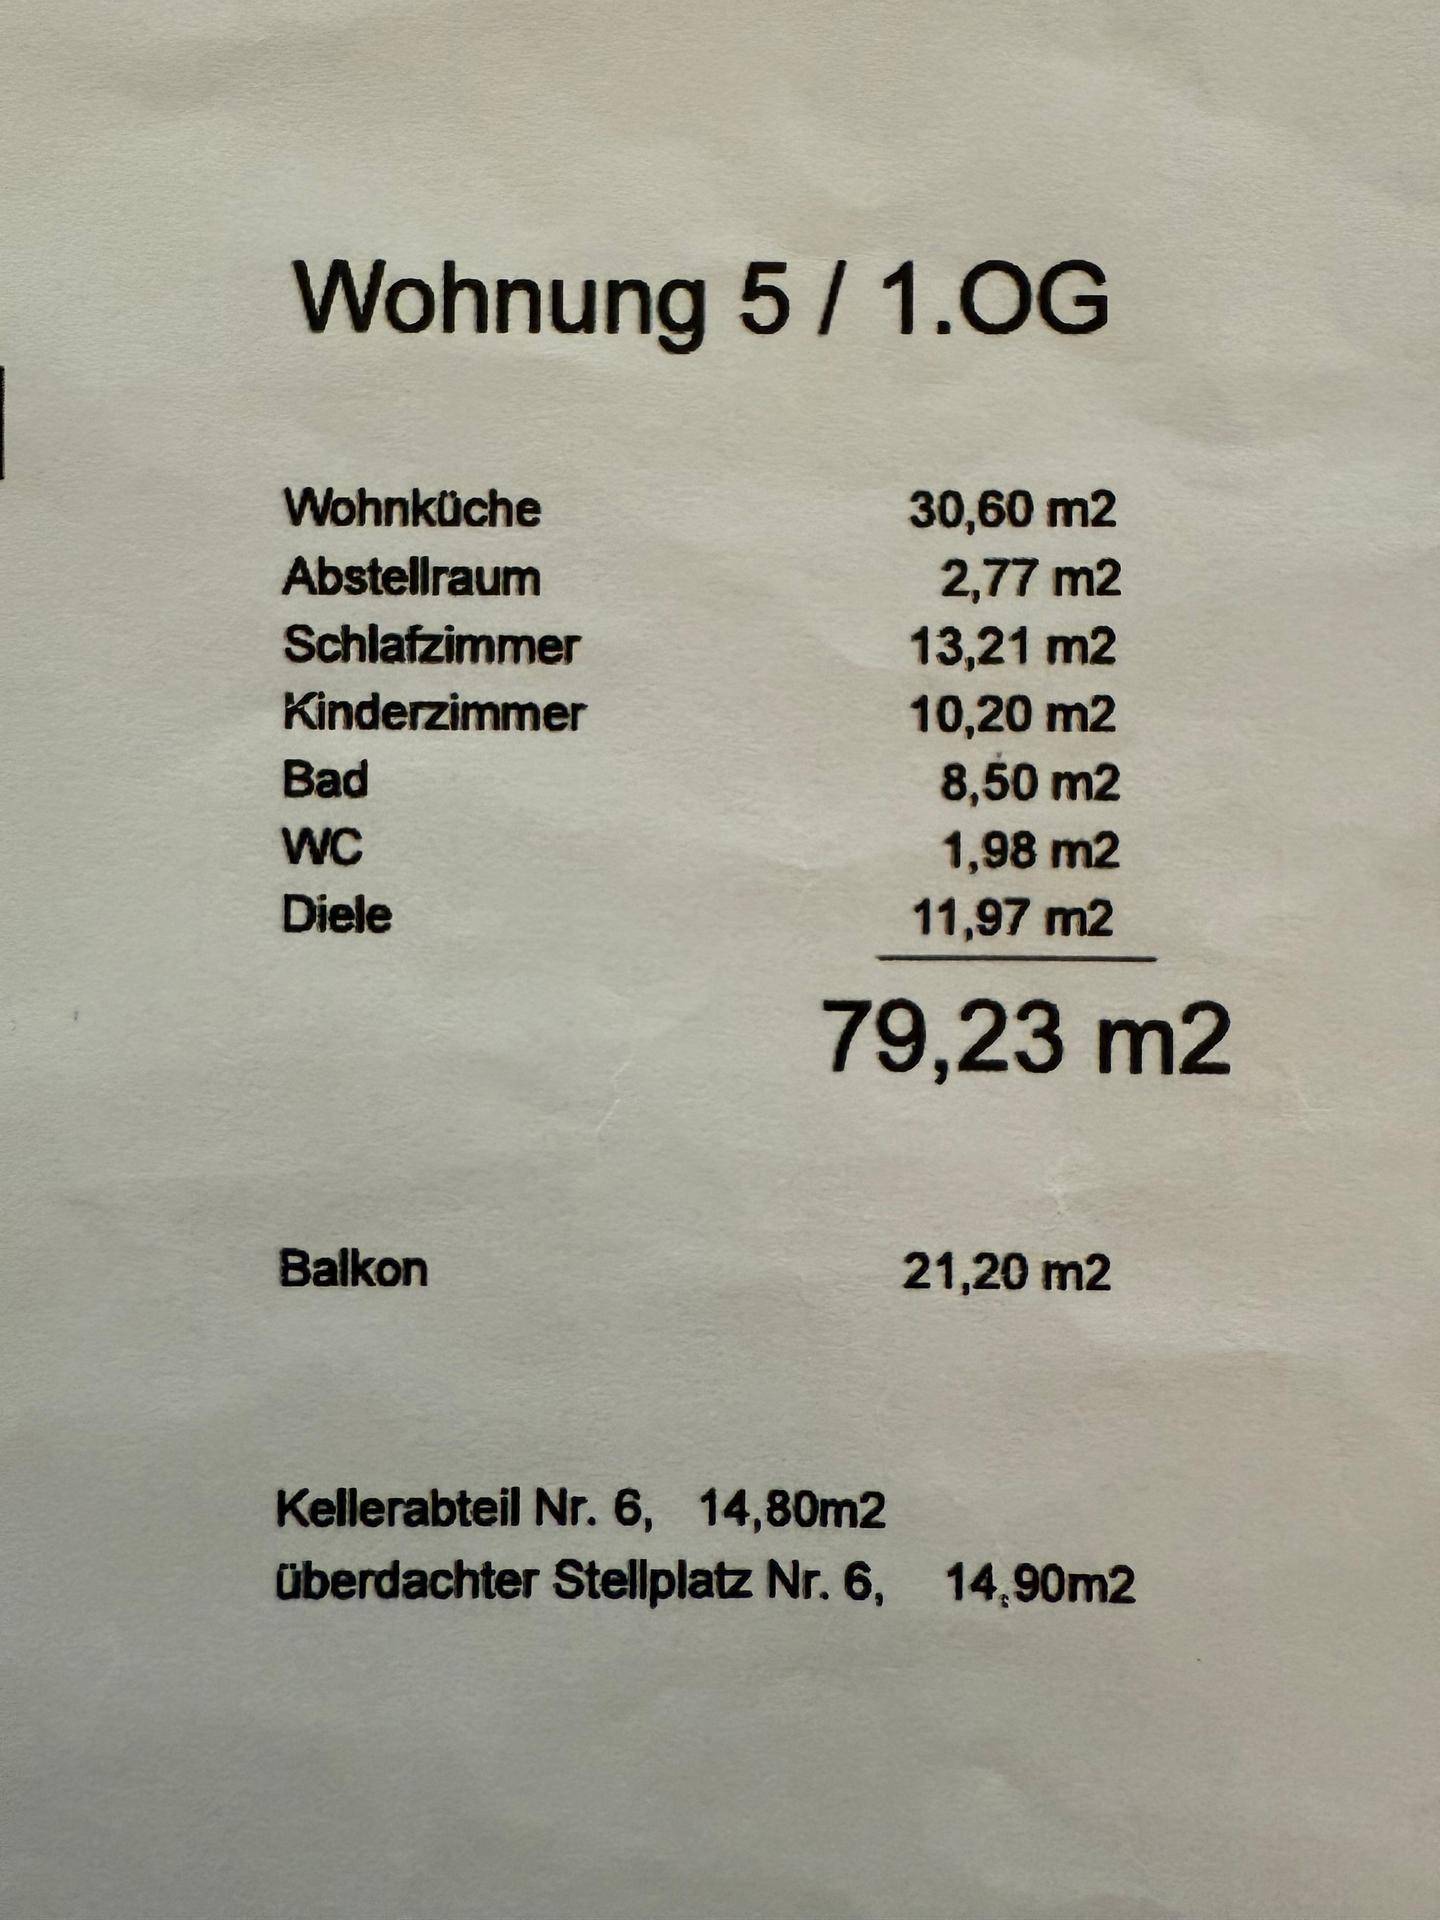 Wohnung 5 / 1.OG
Wohnküche 30,60 m2
Abstellraum 2,77 m2
Schlafzimmer 13,21 m2
Kinderzimmer 10,20 m2
Bad 8,50 m2
WC 1,98 m2
Diele 11,97 m2
79,23 m2
Balkon 21,20 m2
Kellerabteil Nr. 6, 14,80m2
überdachter Stellplatz Nr. 6, 14,90m2